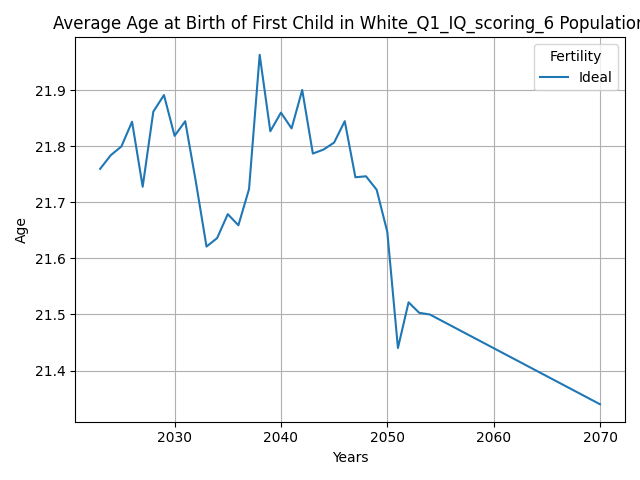 Average Age at Birth of First Child in White_Q1_IQ_scoring_6 Population
Fertility
Ideal
21.9
21.8
21.7
21.6
21.5
21.4
Age
2030 2040 2050 2060 2070
Years